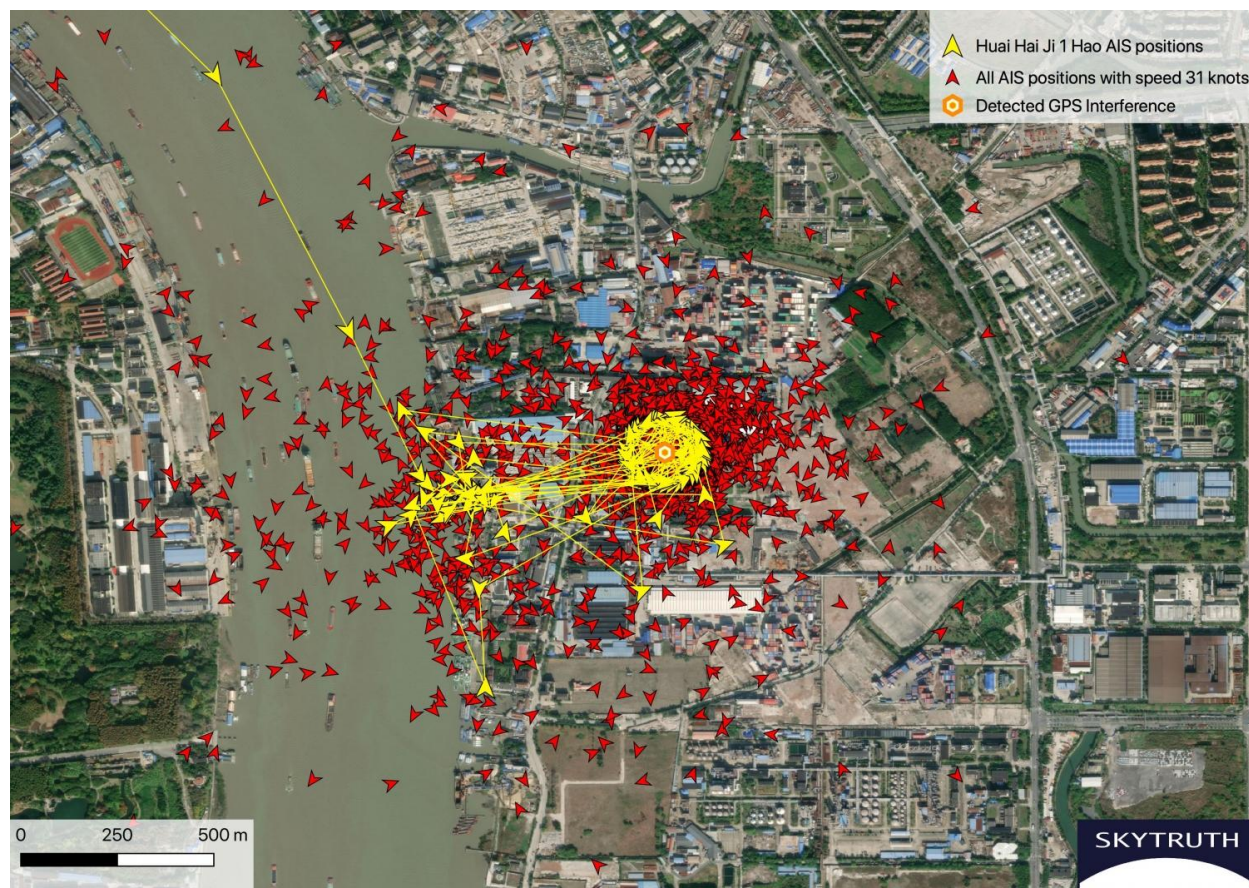 Huai Hai Ji 1 Hao AIS positions
All AIS positions with speed 31 knots
Detected GPS Interference
0 250 500 m
SKYTRUTH